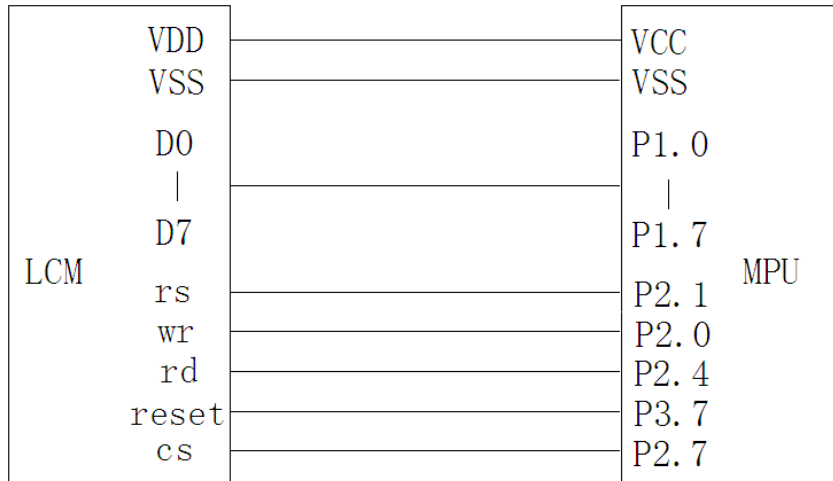 VDD VCC
VSS VSS
D0 P1.0
D7 P1.7
LCM MPU
rs P2.1
wr P2.0
rd P2.4
reset P3.7
cs P2.7